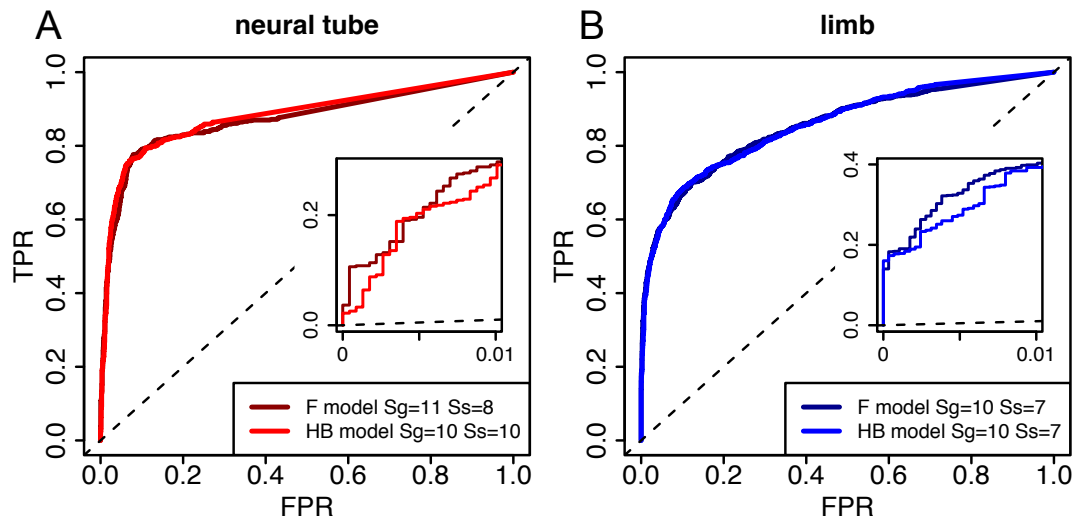 A
neural tube
TPR
1.0
0.8
0.6
0.4
0.2
0.0
0.2
0.0
0
0.01
F model Sg=11 Ss=8
HB model Sg=10 Ss=10
0.0 0.2 0.4 0.6 0.8 1.0
FPR
B
limb
TPR
1.0
0.8
0.6
0.4
0.2
0.0
0.4
0.2
0.0
0
0.01
F model Sg=10 Ss=7
HB model Sg=10 Ss=7
0.0 0.2 0.4 0.6 0.8 1.0
FPR